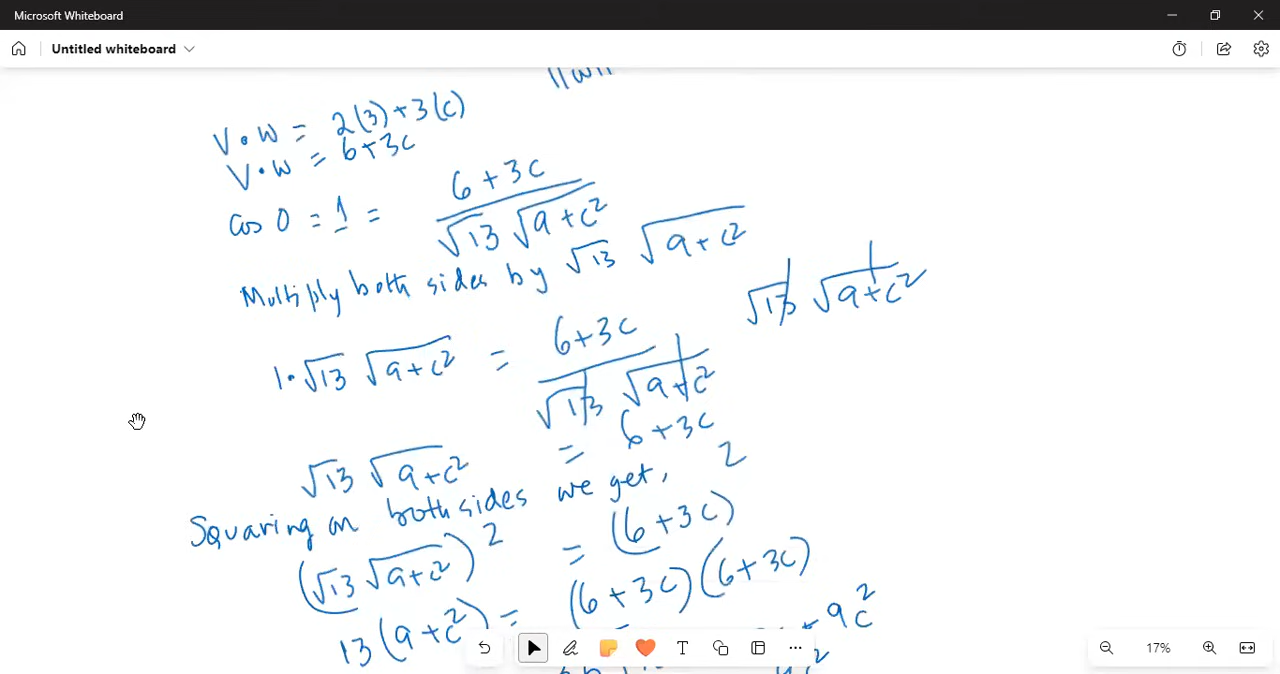 Microsoft Whiteboard
Untitled whiteboard
||w||
V • W = 2(3) + 3(c)
V • W = 6 + 3c
cos 0 = 1 = 6 + 3c / √13 √9 + c²
Multiply both sides by √13 √9 + c²
√13 √9 + c²
1 • √13 √9 + c² = 6 + 3c / √13 √9 + c²
√13 √9 + c² = 6 + 3c
Squaring on both sides we get,
(√13 √9 + c²)² = (6 + 3c)²
13(9 + c²) = (6 + 3c)(6 + 3c)
+ 9c²
17%